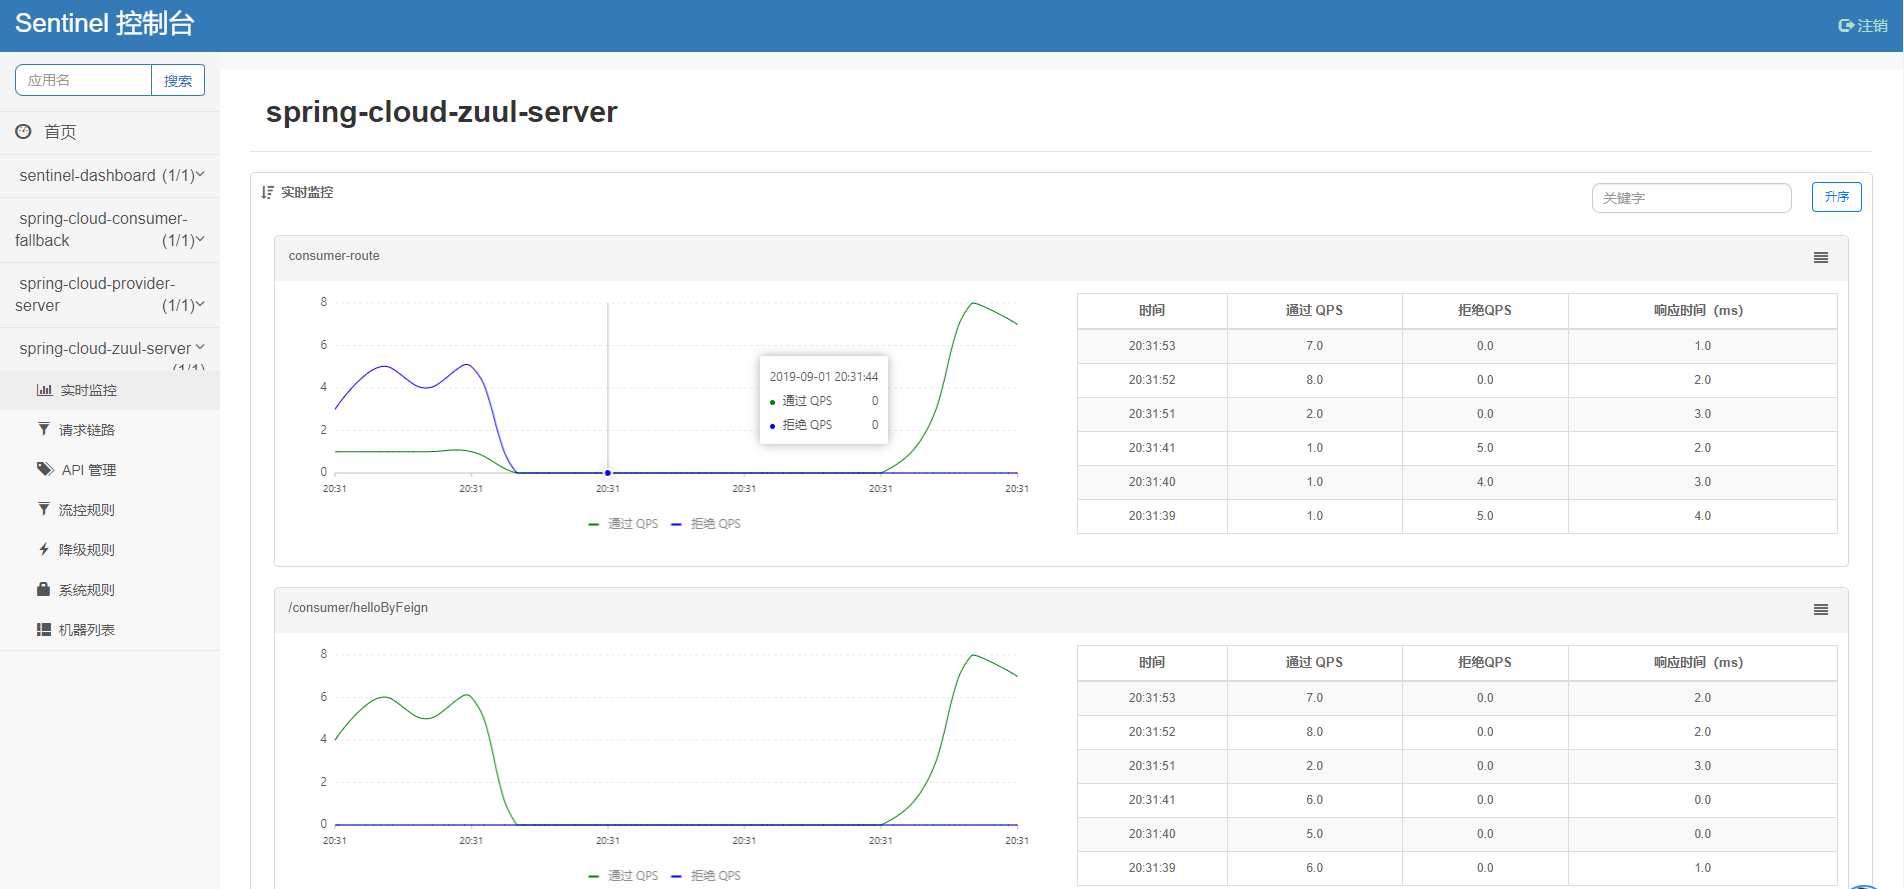 Sentinel 控制台
注销
应用名 搜索
首页
sentinel-dashboard (1/1)
spring-cloud-consumer-
fallback (1/1)
spring-cloud-provider-
server (1/1)
spring-cloud-zuul-server
(1/1)
实时监控
请求链路
API 管理
流控规则
降级规则
系统规则
机器列表
spring-cloud-zuul-server
实时监控 关键字 升序
consumer-route
8
6
4
2
0
20:31 20:31 20:31 20:31 20:31 20:31
2019-09-01 20:31:44
通过 QPS 0
拒绝 QPS 0
通过 QPS 拒绝 QPS
时间 通过 QPS 拒绝QPS 响应时间（ms）
20:31:53 7.0 0.0 1.0
20:31:52 8.0 0.0 2.0
20:31:51 2.0 0.0 3.0
20:31:41 1.0 5.0 2.0
20:31:40 1.0 4.0 3.0
20:31:39 1.0 5.0 4.0
/consumer/helloByFeign
8
6
4
2
0
20:31 20:31 20:31 20:31 20:31 20:31
通过 QPS 拒绝 QPS
时间 通过 QPS 拒绝QPS 响应时间（ms）
20:31:53 7.0 0.0 2.0
20:31:52 8.0 0.0 2.0
20:31:51 2.0 0.0 3.0
20:31:41 6.0 0.0 0.0
20:31:40 5.0 0.0 0.0
20:31:39 6.0 0.0 1.0